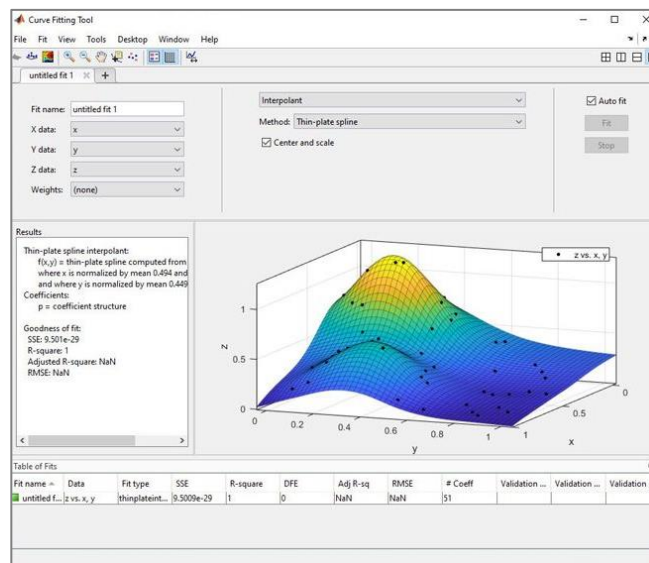 Curve Fitting Tool
File Fit View Tools Desktop Window Help
untitled fit 1
Fit name: untitled fit 1
X data: x
Y data: y
Z data: z
Weights: (none)
Interpolant
Method: Thin-plate spline
Center and scale
Auto fit
Fit
Stop
Results
Thin-plate spline interpolant:
f(x,y) = thin-plate spline computed from
where x is normalized by mean 0.494 and
and where y is normalized by mean 0.449
Coefficients:
p = coefficient structure
Goodness of fit:
SSE: 9.501e-29
R-square: 1
Adjusted R-square: NaN
RMSE: NaN
z vs. x, y
1
0.5
0
z
0 0.2 0.4 0.6 0.8 1
y
1 0.5 0
x
Table of Fits
Fit name Data Fit type SSE R-square DFE Adj R-sq RMSE # Coeff Validation ... Validation ... Validation
untitled f... z vs. x, y thinplateint... 9.5009e-29 1 0 NaN NaN 51